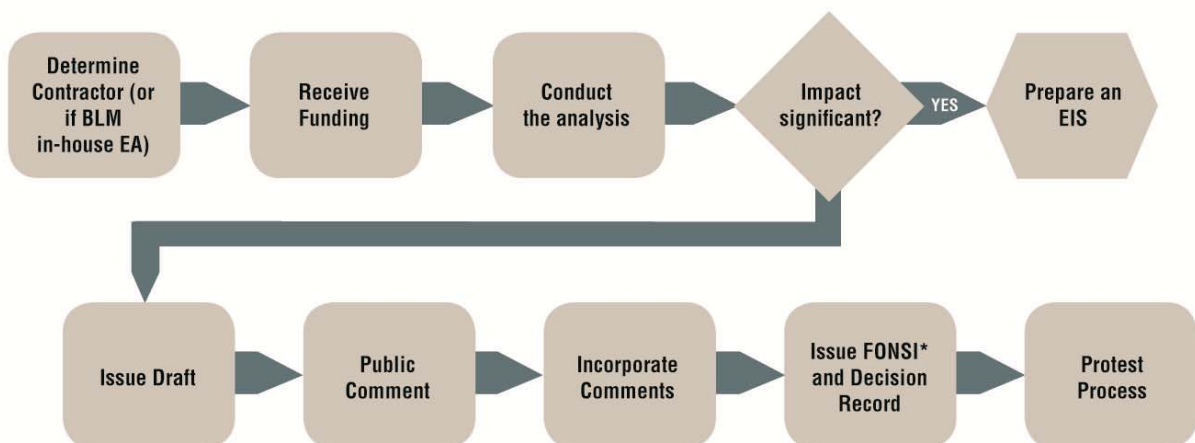 Determine
Contractor (or
if BLM
in-house EA)
Receive
Funding
Conduct
the analysis
Impact
significant?
YES
Prepare an
EIS
Issue Draft
Public
Comment
Incorporate
Comments
Issue FONSI*
and Decision
Record
Protest
Process